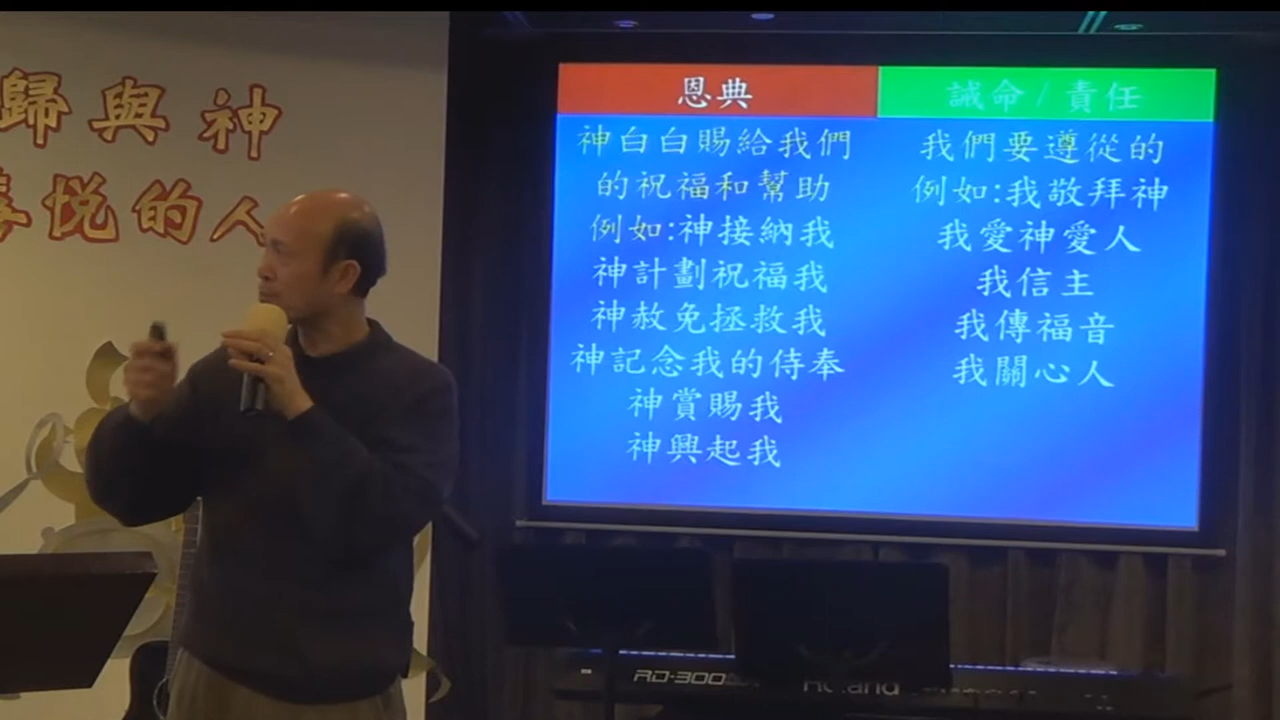 歸與神
喜悅的人
恩典
神白白賜給我們
的祝福和幫助
例如:神接納我
神計劃祝福我
神赦免拯救我
神記念我的侍奉
神賞賜我
神興起我
誡命/責任
我們要遵從的
例如:我敬拜神
我愛神愛人
我信主
我傳福音
我關心人
RD-300
Roland